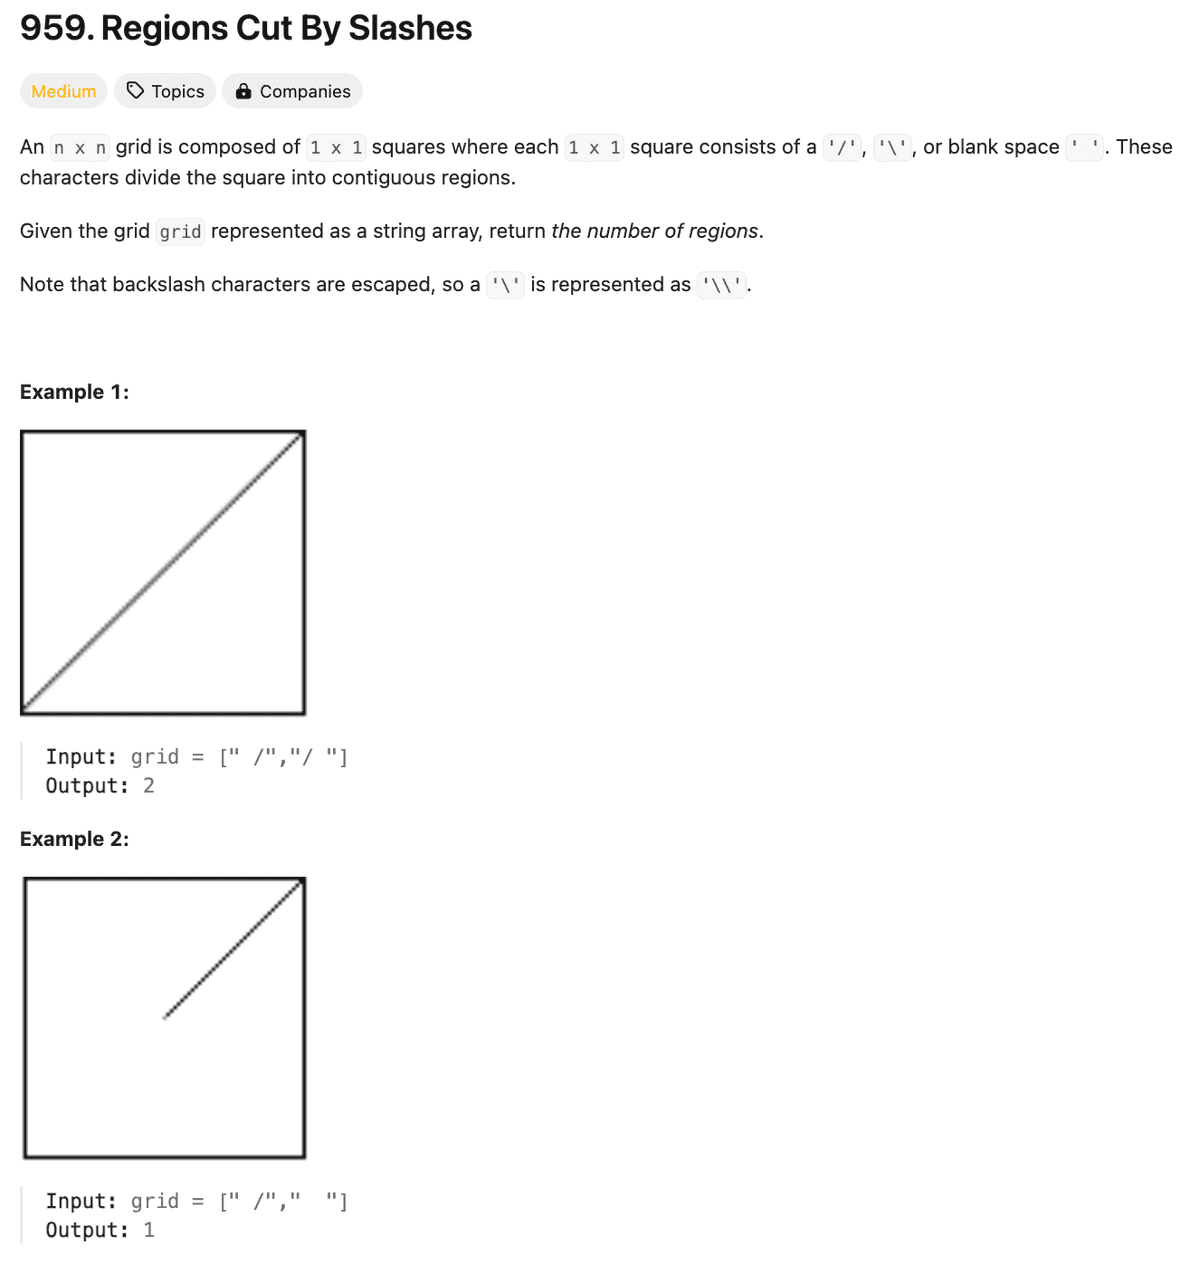 959. Regions Cut By Slashes
Medium Topics Companies
An n x n grid is composed of 1 x 1 squares where each 1 x 1 square consists of a '/', '\', or blank space ' '. These
characters divide the square into contiguous regions.
Given the grid grid represented as a string array, return the number of regions.
Note that backslash characters are escaped, so a '\' is represented as '\\'.
Example 1:
Input: grid = [" /","/ "]
Output: 2
Example 2:
Input: grid = [" /","  "]
Output: 1